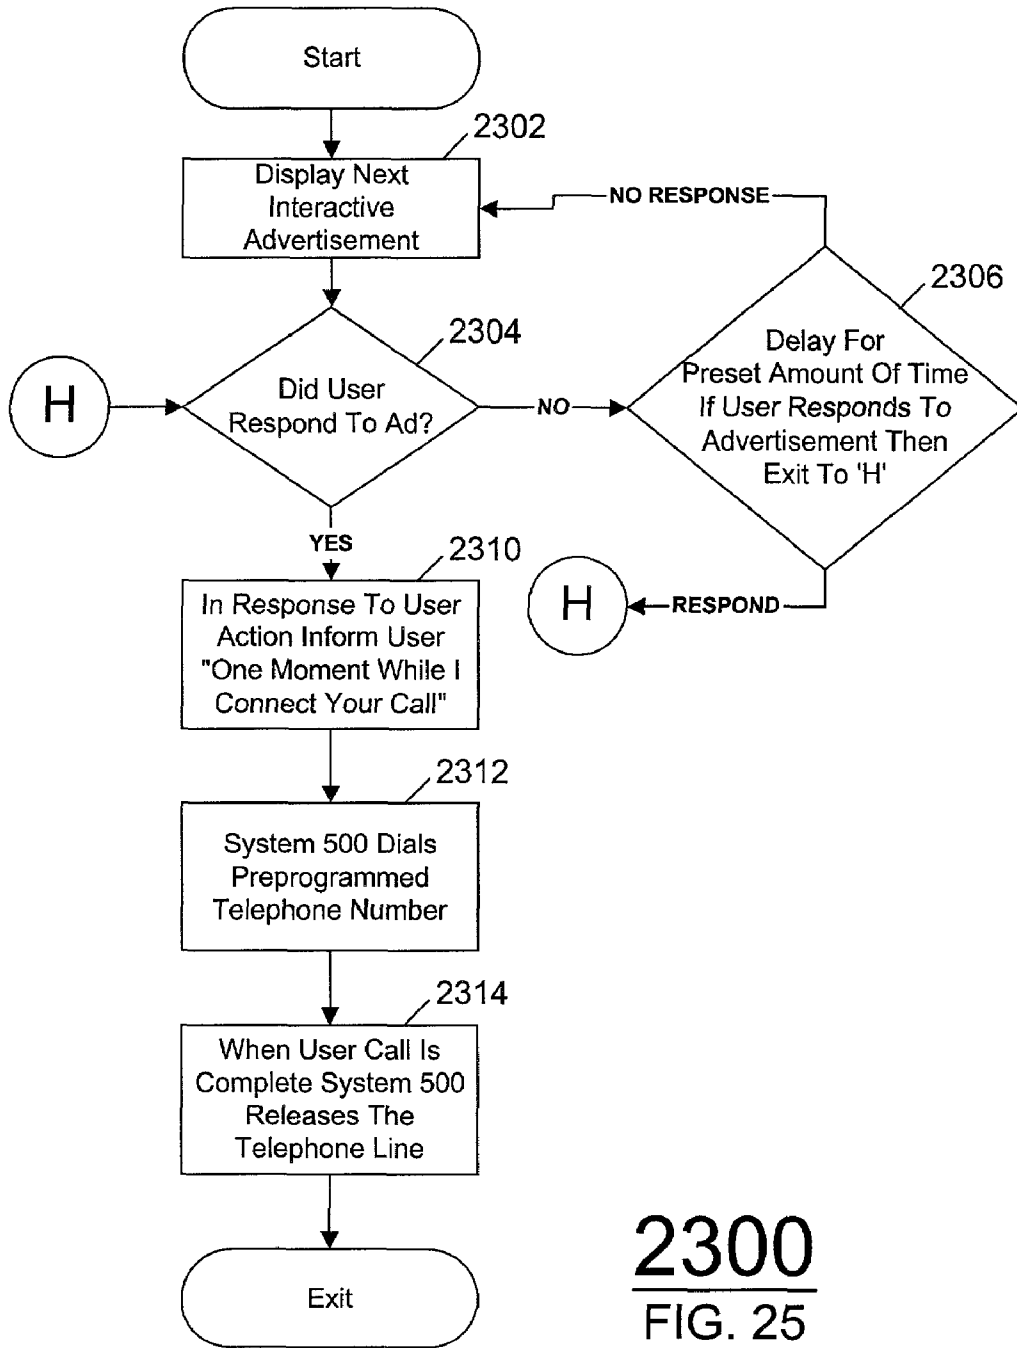 Start
2302
Display Next
Interactive
Advertisement
NO RESPONSE
2306
Delay For
Preset Amount Of Time
If User Responds To
Advertisement Then
Exit To 'H'
2304
H
Did User
Respond To Ad?
NO
YES
H
RESPOND
2310
In Response To User
Action Inform User
"One Moment While I
Connect Your Call"
2312
System 500 Dials
Preprogrammed
Telephone Number
2314
When User Call Is
Complete System 500
Releases The
Telephone Line
Exit
2300
FIG. 25